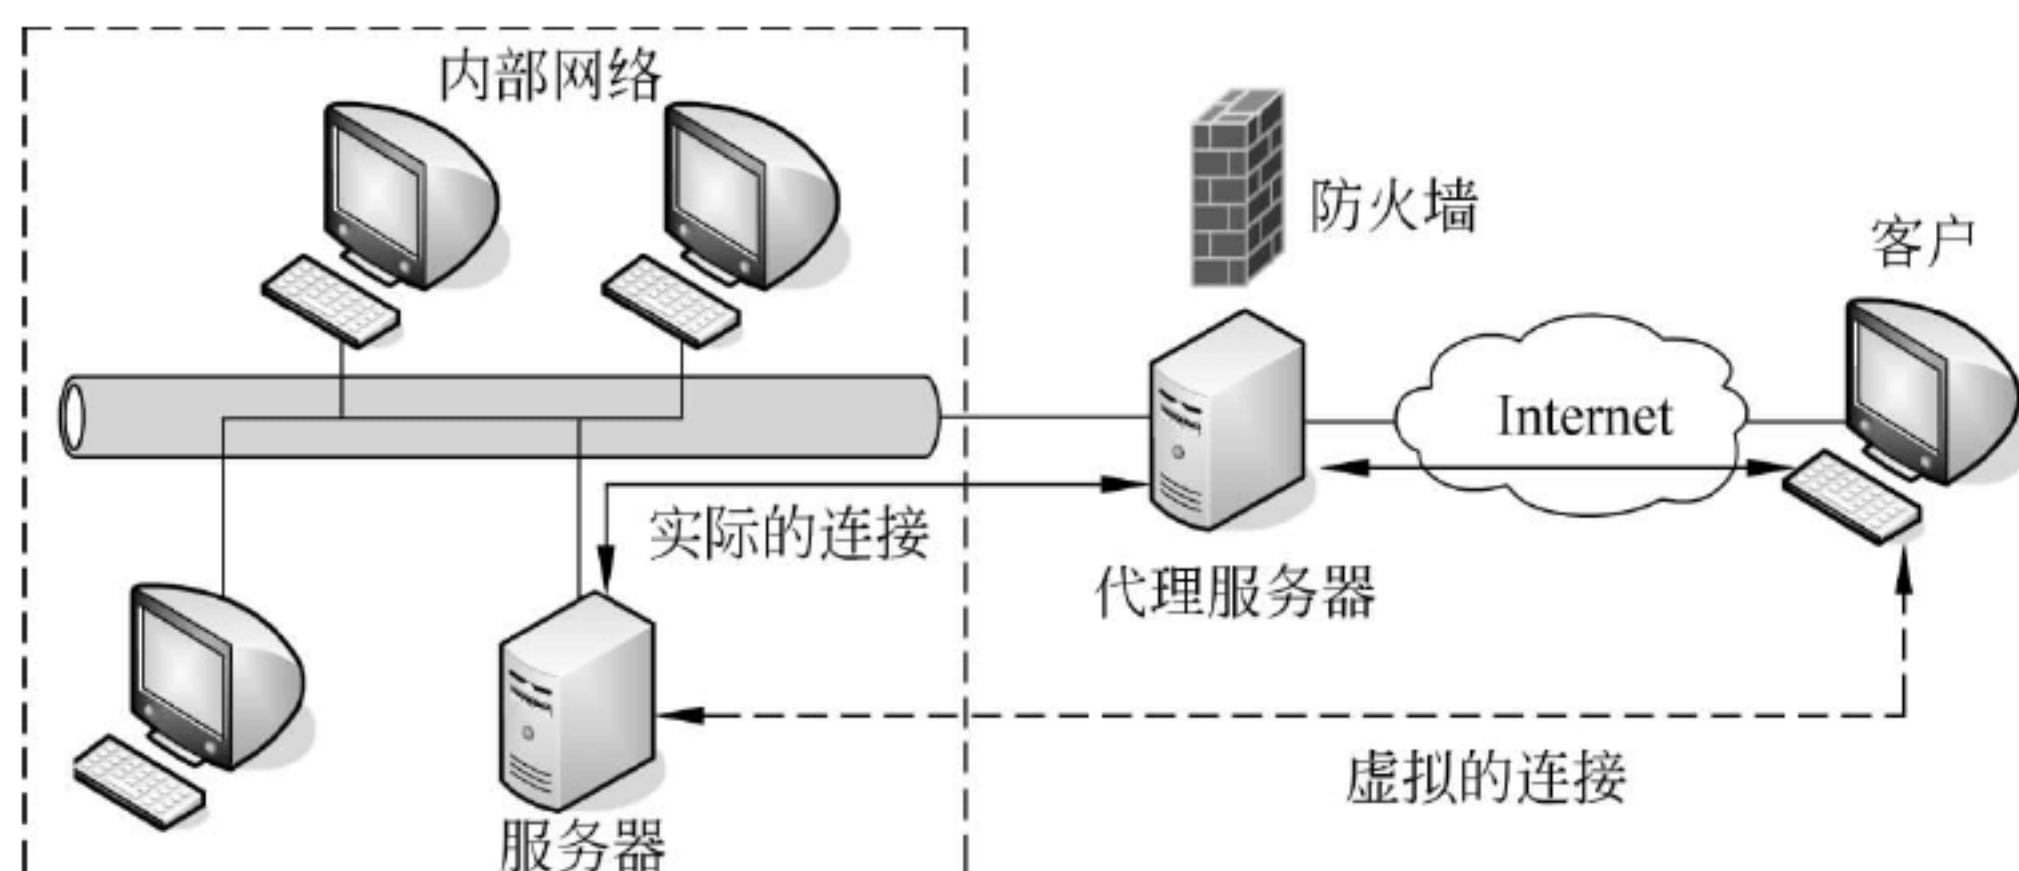 内部网络
防火墙
客户
Internet
实际的连接
代理服务器
虚拟的连接
服务器